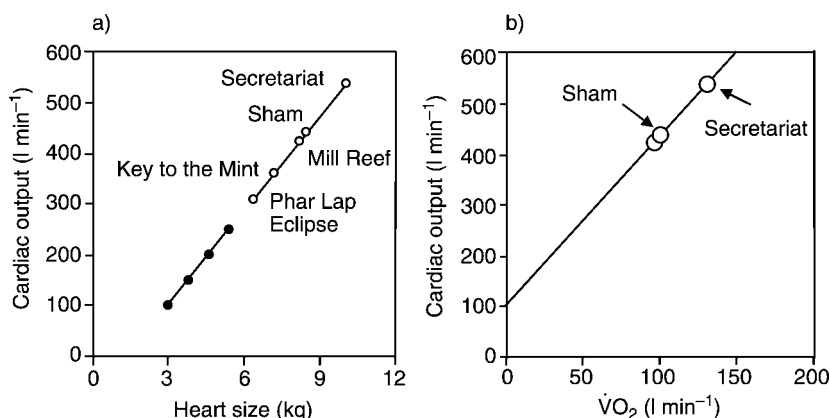 a)
Cardiac output (l min⁻¹)
600
500
400
300
200
100
0
Secretariat
Sham
Mill Reef
Key to the Mint
Phar Lap
Eclipse
0 3 6 9 12
Heart size (kg)
b)
Cardiac output (l min⁻¹)
600
500
400
300
200
100
0
Sham
Secretariat
0 50 100 150 200
V̇O₂ (l min⁻¹)